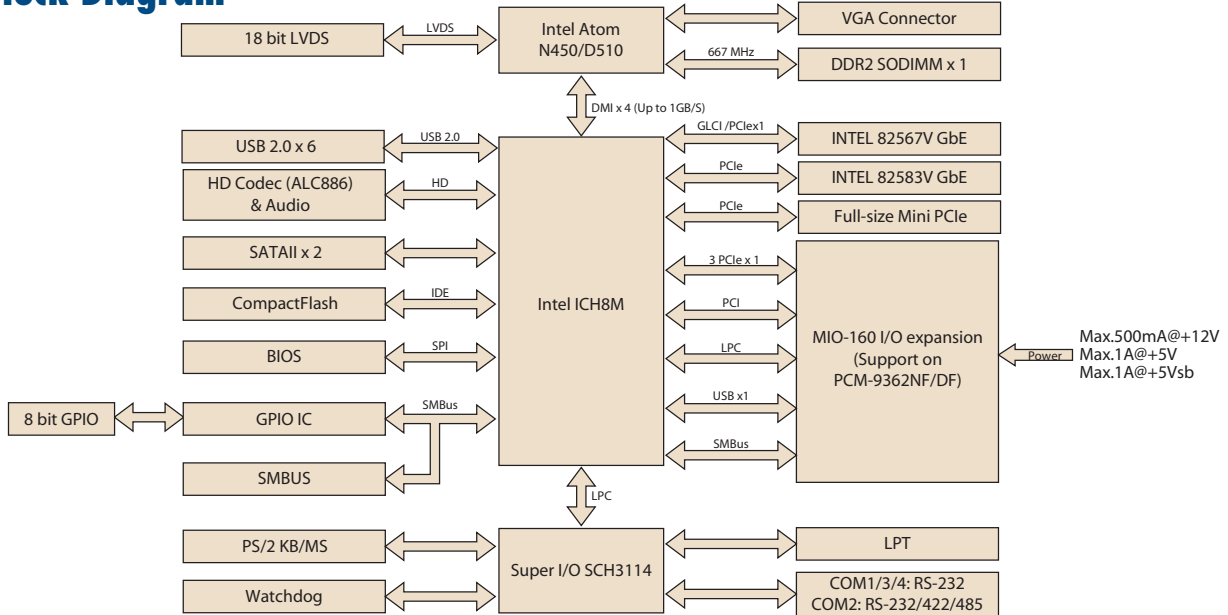 Block Diagram
18 bit LVDS
LVDS
Intel Atom
N450/D510
VGA Connector
667 MHz
DDR2 SODIMM x 1
DMI x 4 (Up to 1GB/S)
USB 2.0 x 6
USB 2.0
HD Codec (ALC886)
& Audio
HD
SATAII x 2
CompactFlash
IDE
BIOS
SPI
8 bit GPIO
GPIO IC
SMBus
SMBUS
Intel ICH8M
GLCI /PCIex1
INTEL 82567V GbE
PCIe
INTEL 82583V GbE
PCIe
Full-size Mini PCIe
3 PCIe x 1
PCI
LPC
USB x1
SMBus
MIO-160 I/O expansion
(Support on
PCM-9362NF/DF)
Power
Max.500mA@+12V
Max.1A@+5V
Max.1A@+5Vsb
LPC
PS/2 KB/MS
Watchdog
Super I/O SCH3114
LPT
COM1/3/4: RS-232
COM2: RS-232/422/485